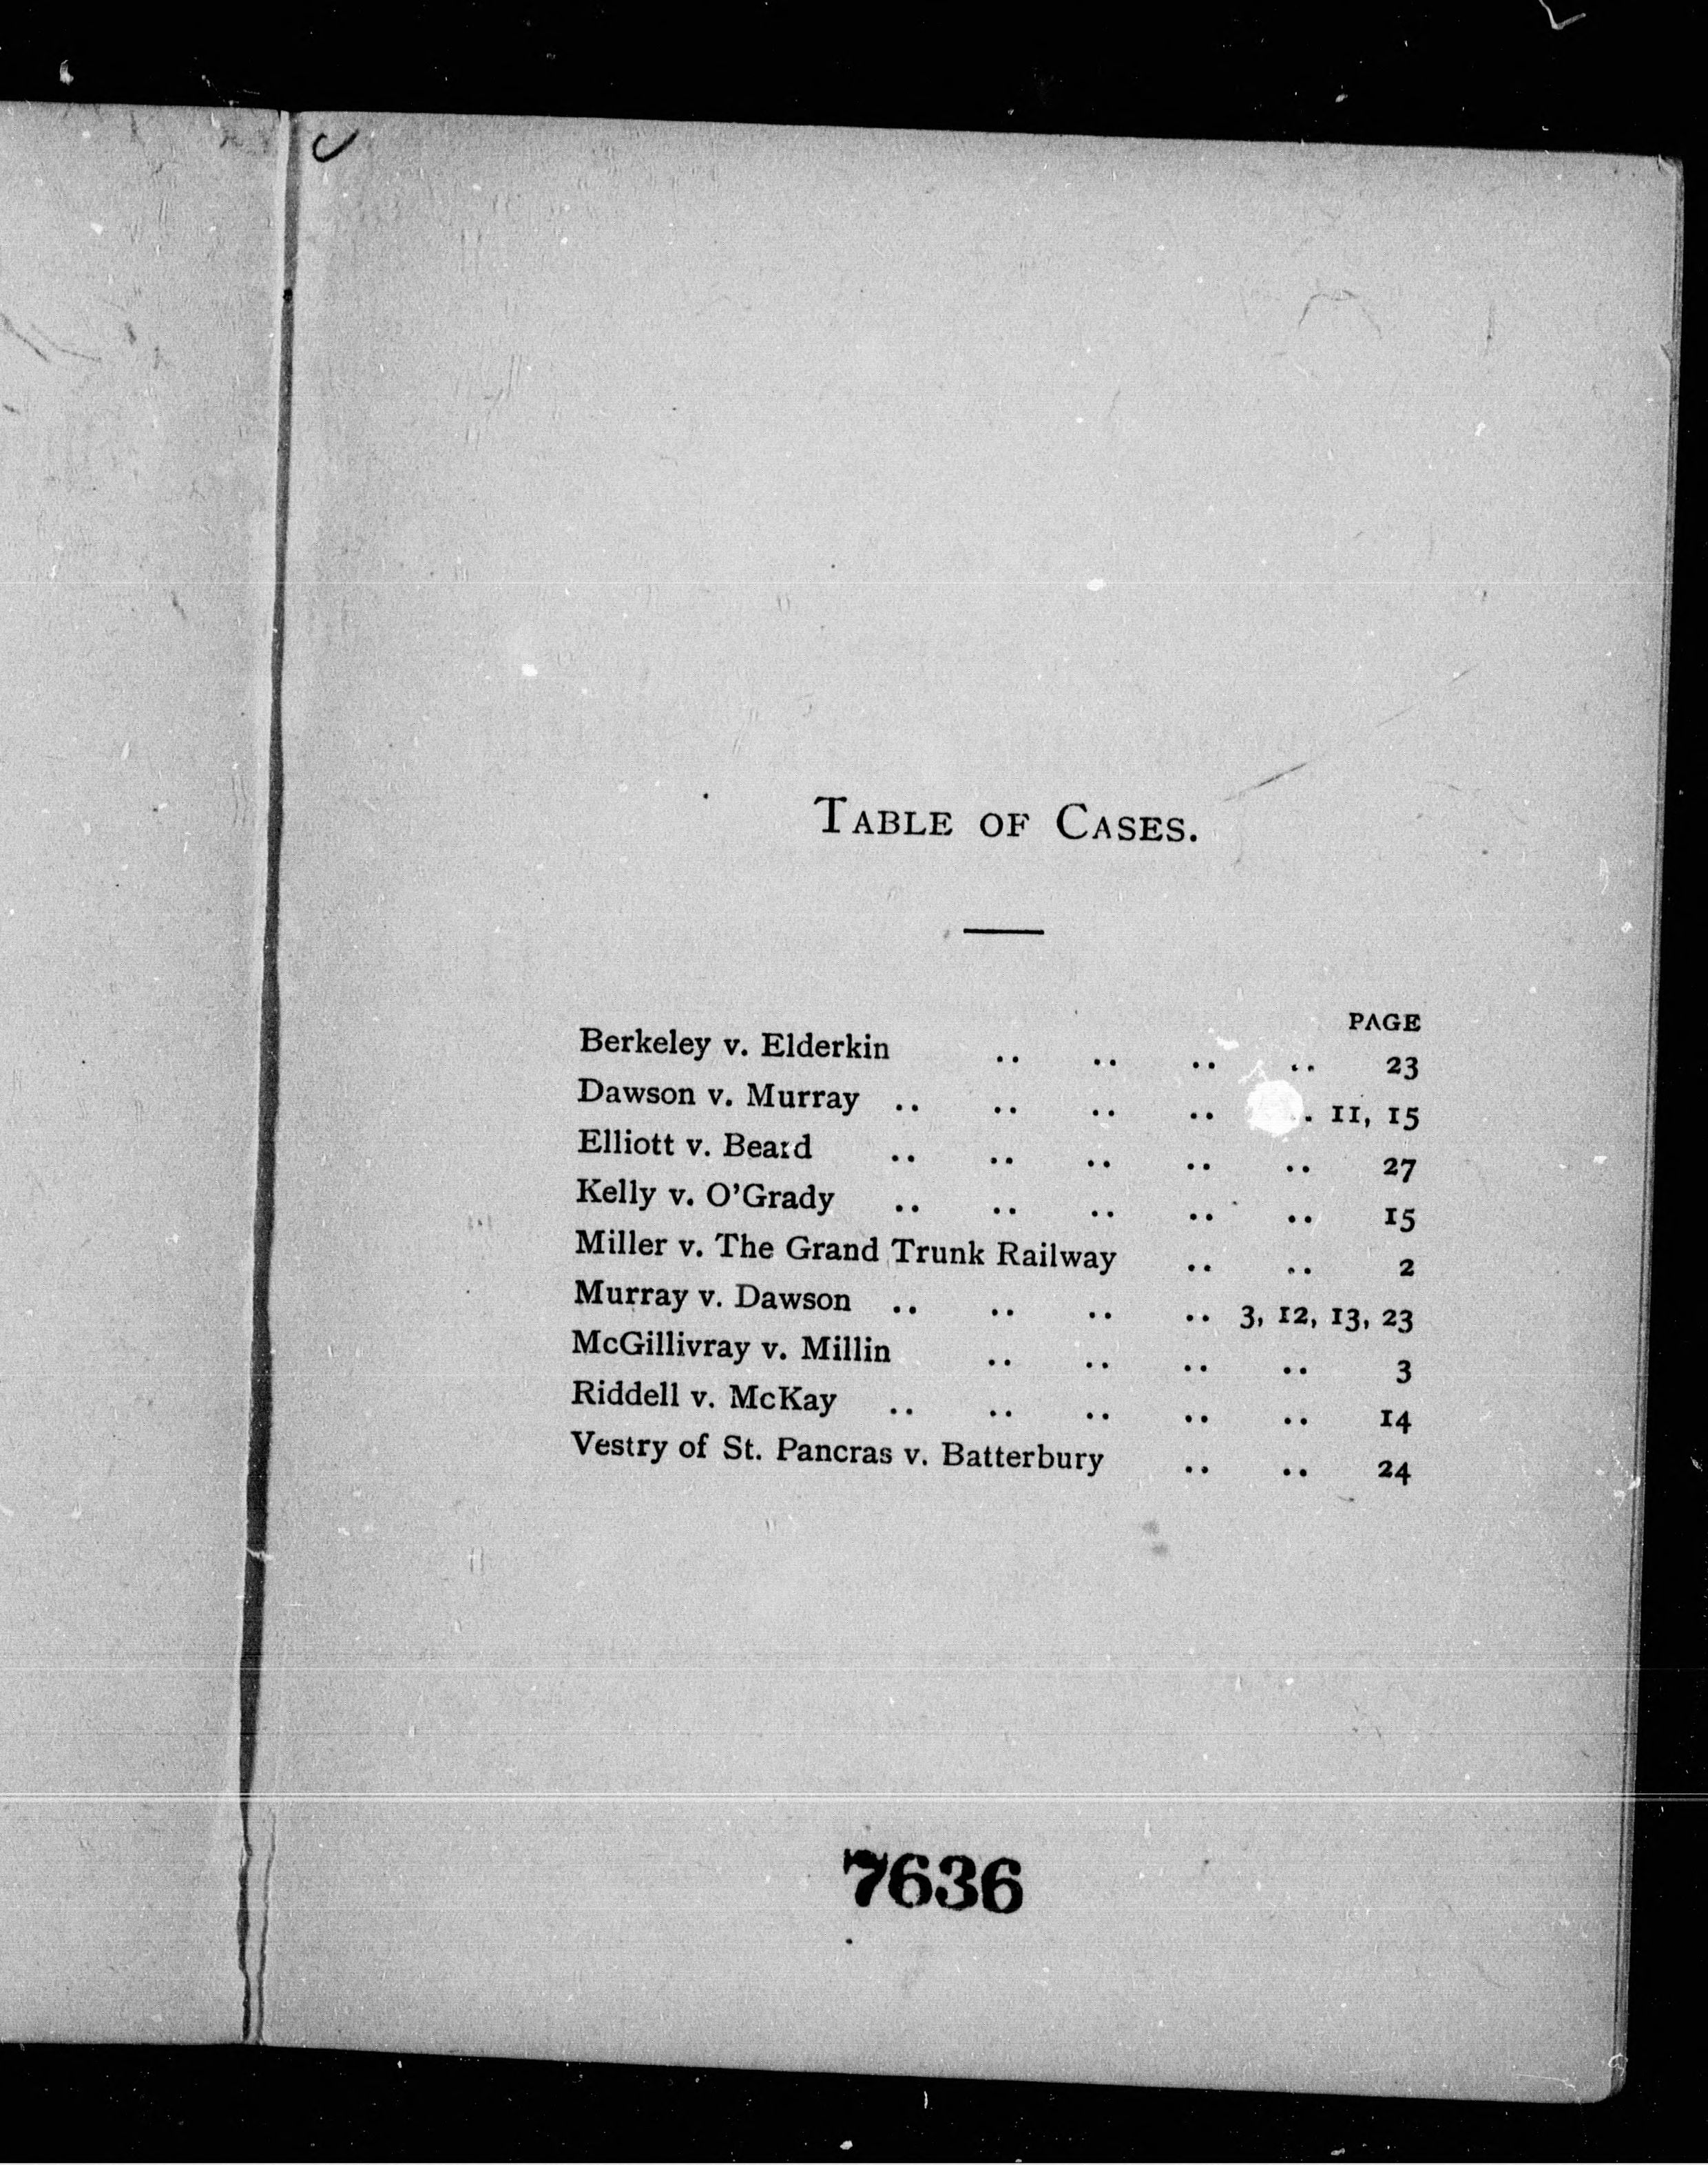 TABLE OF CASES.
PAGE
Berkeley v. Elderkin .. .. .. .. 23
Dawson v. Murray .. .. .. .. . 11, 15
Elliott v. Beard .. .. .. .. .. 27
Kelly v. O'Grady .. .. .. .. .. 15
Miller v. The Grand Trunk Railway .. .. 2
Murray v. Dawson .. .. .. .. 3, 12, 13, 23
McGillivray v. Millin .. .. .. .. 3
Riddell v. McKay .. .. .. .. .. 14
Vestry of St. Pancras v. Batterbury .. .. 24
7636